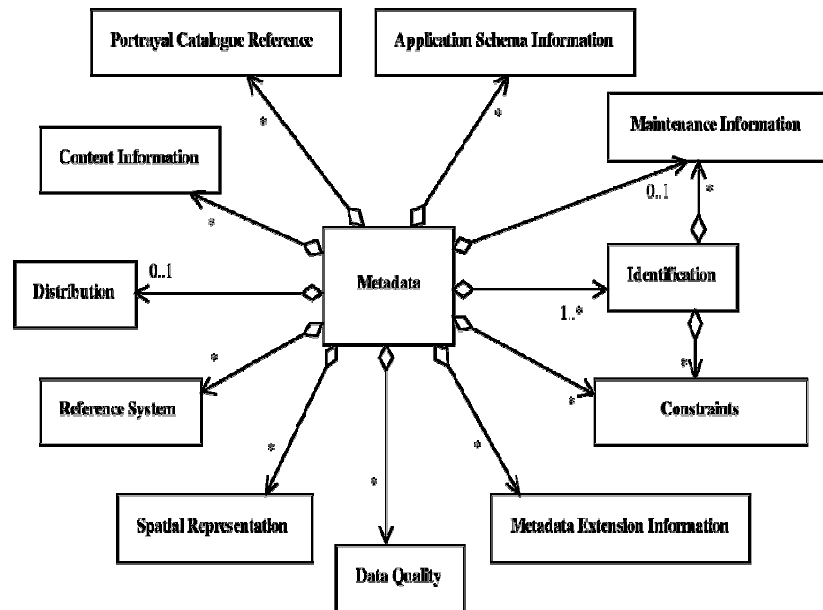 Portrayal Catalogue Reference
Application Schema Information
*
*
Maintenance Information
Content Information
*
0..1
*
Metadata
Identification
Distribution
0..1
1..*
*
*
*
Reference System
Constraints
*
*
*
Spatial Representation
Metadata Extension Information
Data Quality